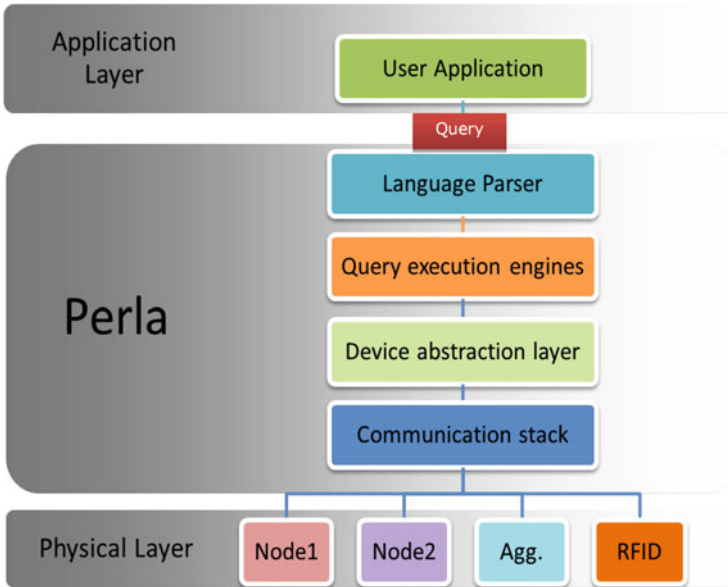 Application
Layer
User Application
Query
Language Parser
Query execution engines
Perla
Device abstraction layer
Communication stack
Physical Layer
Node1
Node2
Agg.
RFID